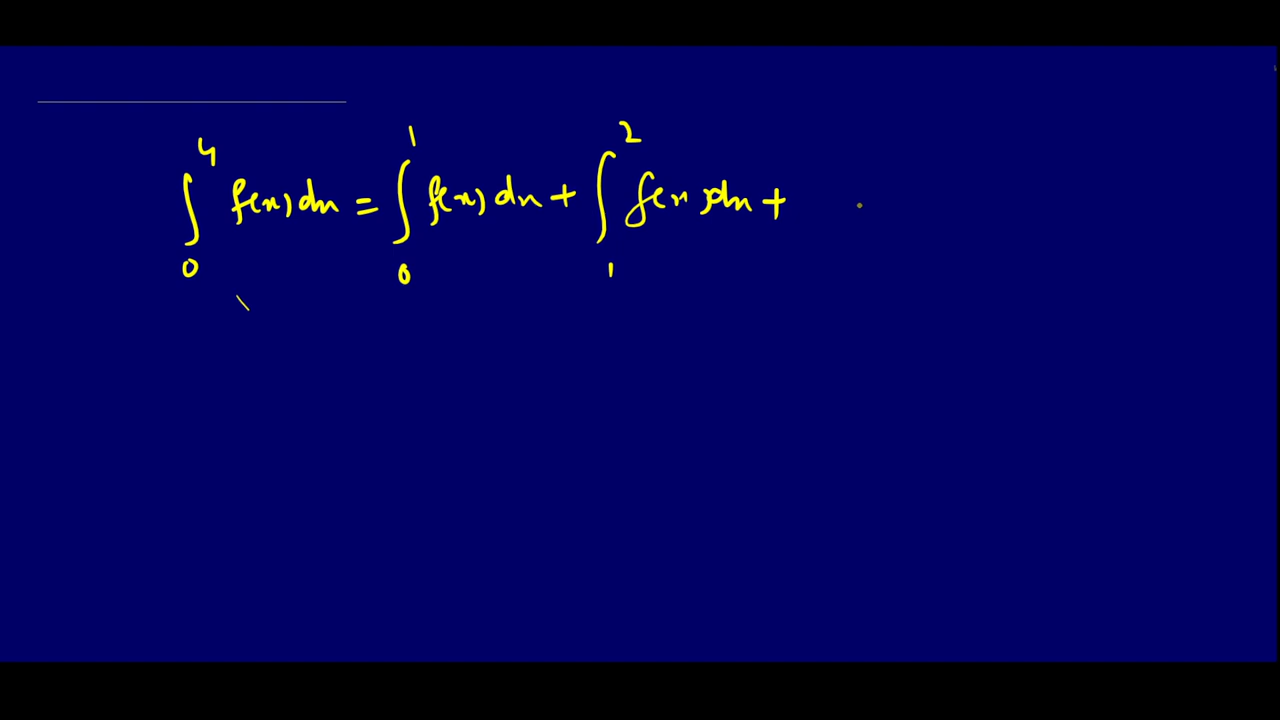 ∫₀⁴ f(x) dx = ∫₀¹ f(x) dx + ∫₁² f(x) dx +